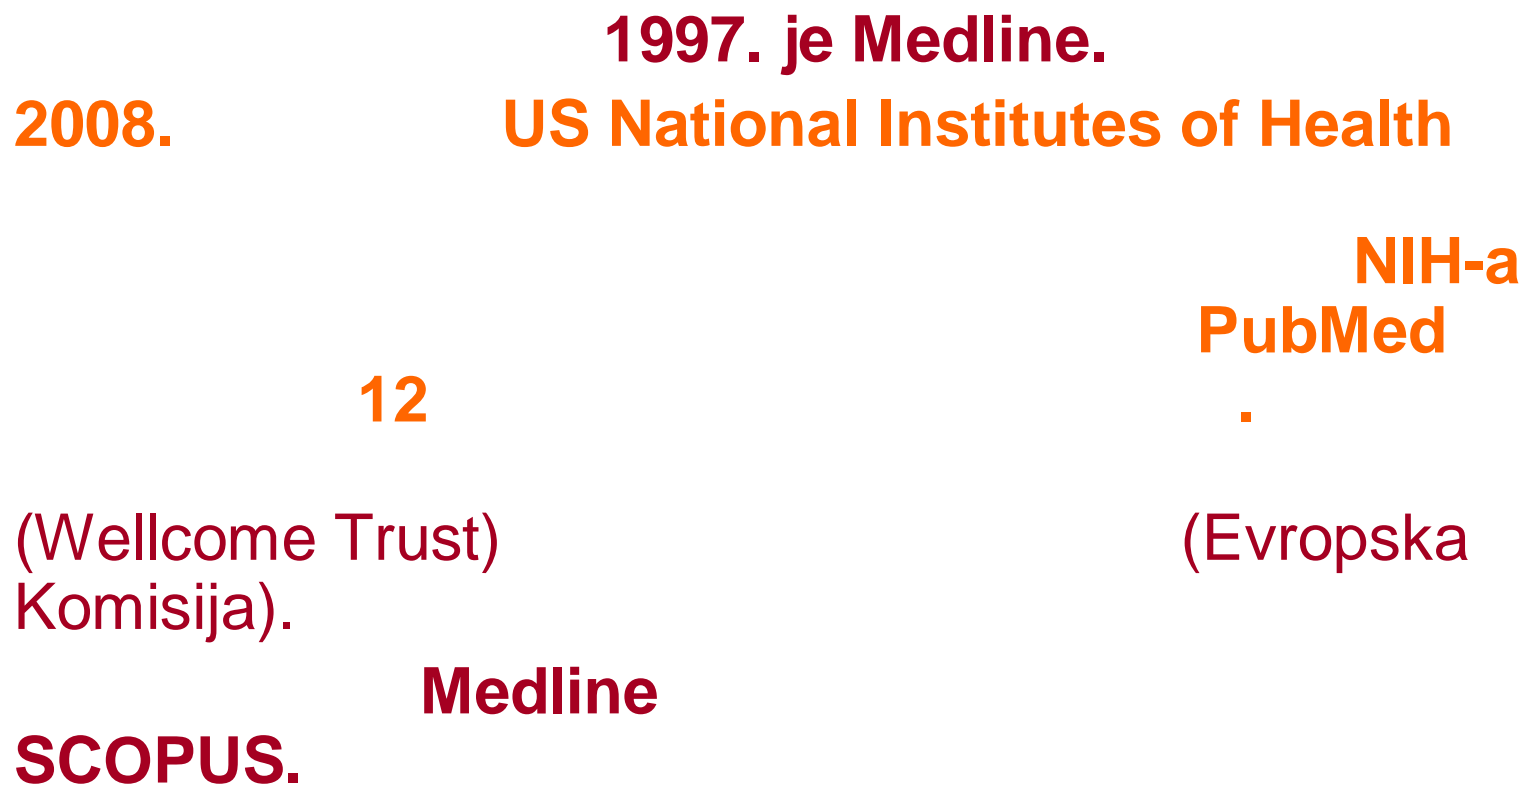 1997. je Medline.
2008. US National Institutes of Health
NIH-a
PubMed
12 .
(Wellcome Trust) (Evropska
Komisija).
Medline
SCOPUS.